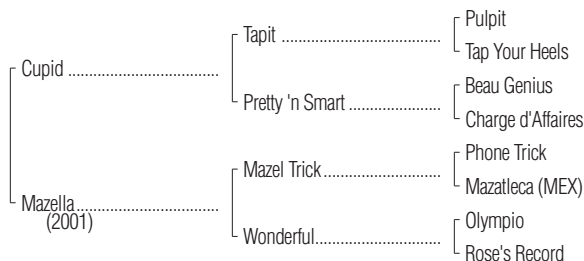 Pulpit
Tapit ........................................
Tap Your Heels
Cupid ......................................
Beau Genius
Pretty 'n Smart .......................
Charge d'Affaires
Phone Trick
Mazel Trick.............................
Mazatleca (MEX)
Mazella...................................
(2001)
Olympio
Wonderful...............................
Rose's Record